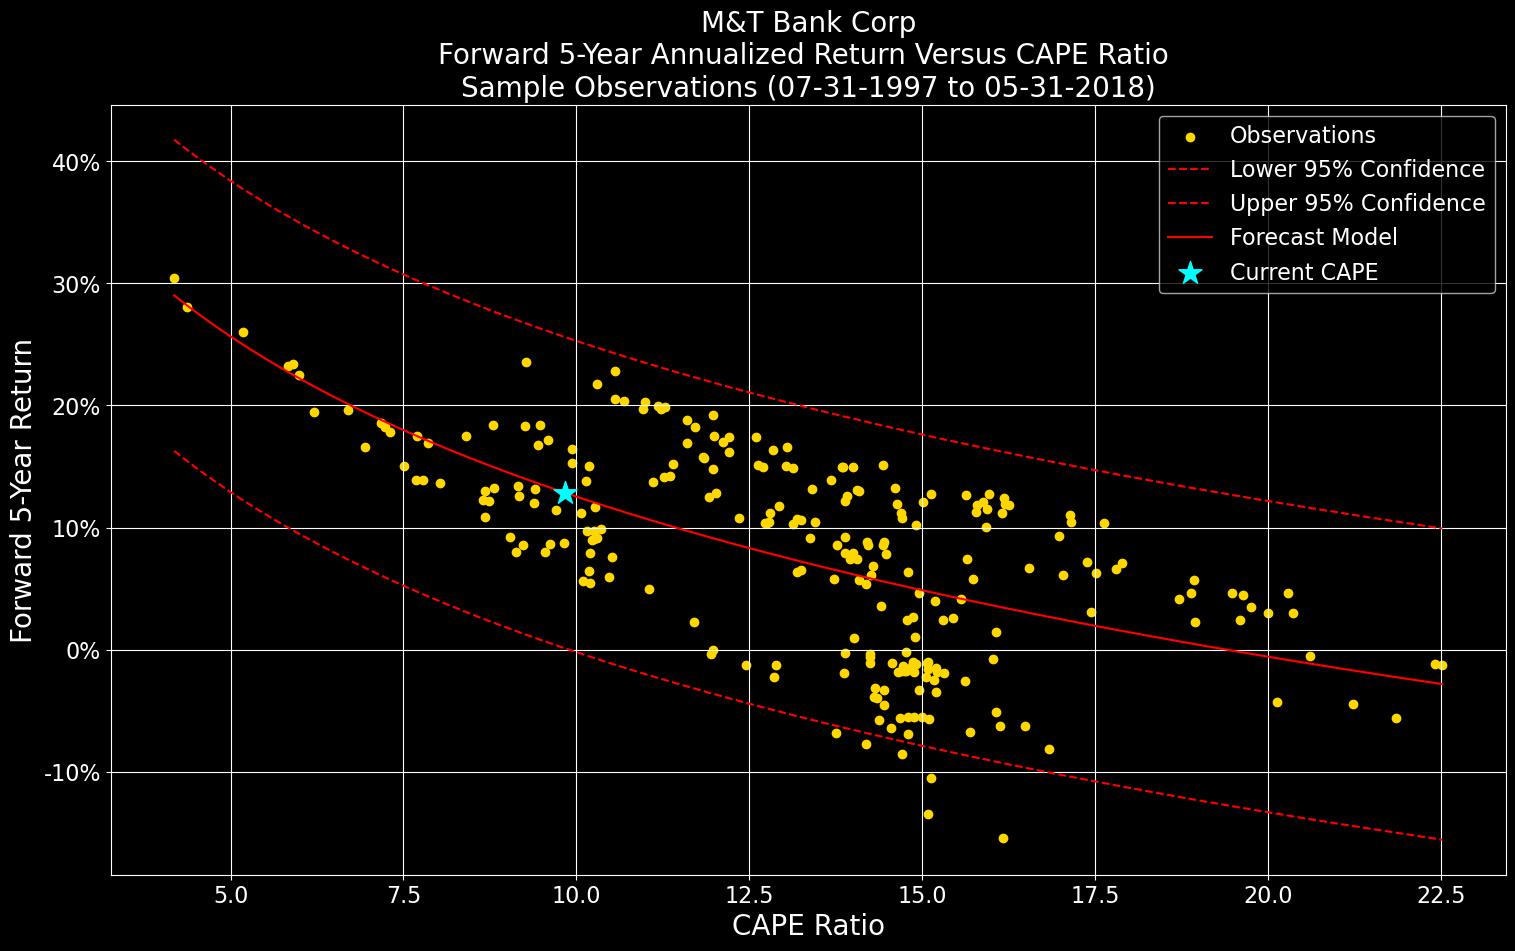 M&T Bank Corp
Forward 5-Year Annualized Return Versus CAPE Ratio
Sample Observations (07-31-1997 to 05-31-2018)
Observations
Lower 95% Confidence
Upper 95% Confidence
Forecast Model
Current CAPE
40%
30%
20%
10%
0%
-10%
Forward 5-Year Return
5.0
7.5
10.0
12.5
15.0
17.5
20.0
22.5
CAPE Ratio